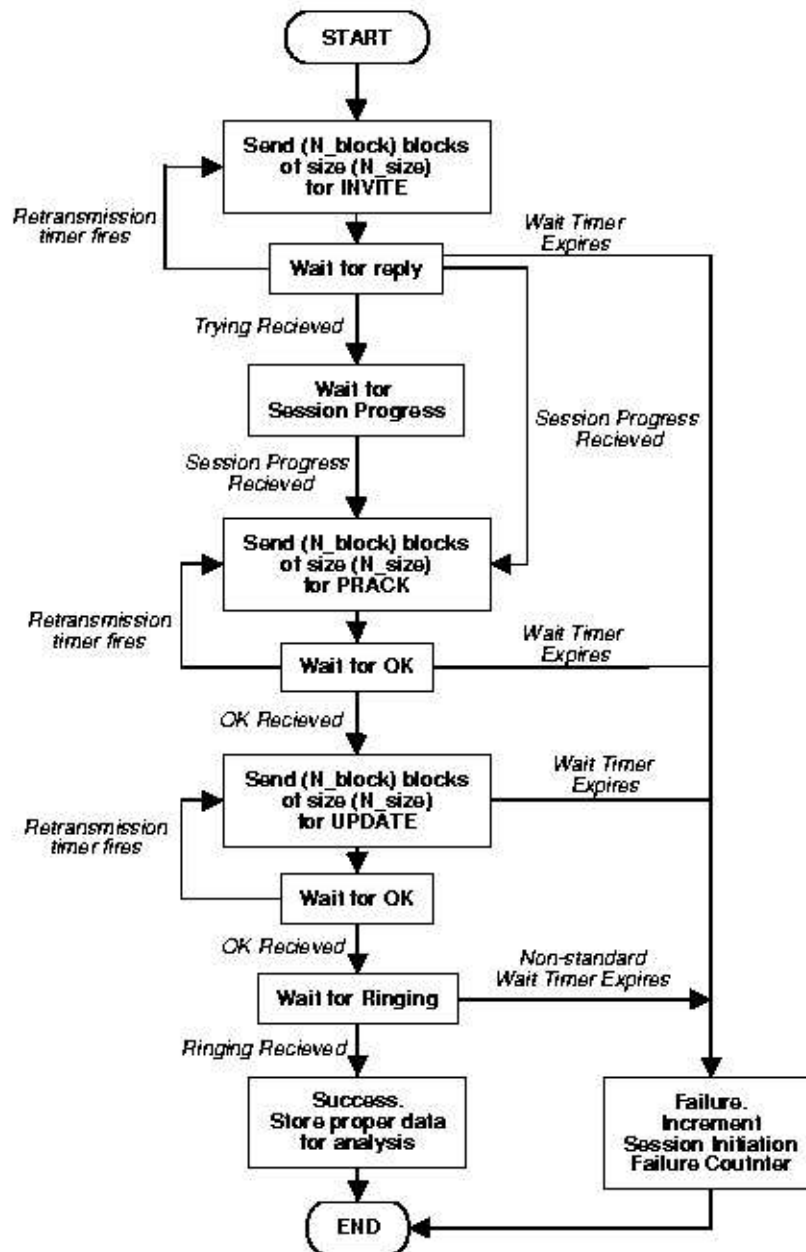 START
Send (N_block) blocks
of size (N_size)
for INVITE
Retransmission
timer fires
Wait Timer
Expires
Wait for reply
Trying Recieved
Wait for
Session Progress
Session Progress
Recieved
Session Progress
Recieved
Send (N_block) blocks
of size (N_size)
for PRACK
Retransmission
timer fires
Wait Timer
Expires
Wait for OK
OK Recieved
Send (N_block) blocks
of size (N_size)
for UPDATE
Wait Timer
Expires
Retransmission
timer fires
Wait for OK
OK Recieved
Non-standard
Wait Timer Expires
Wait for Ringing
Ringing Recieved
Success.
Store proper data
for analysis
Failure.
Increment
Session Initiation
Failure Coutnter
END